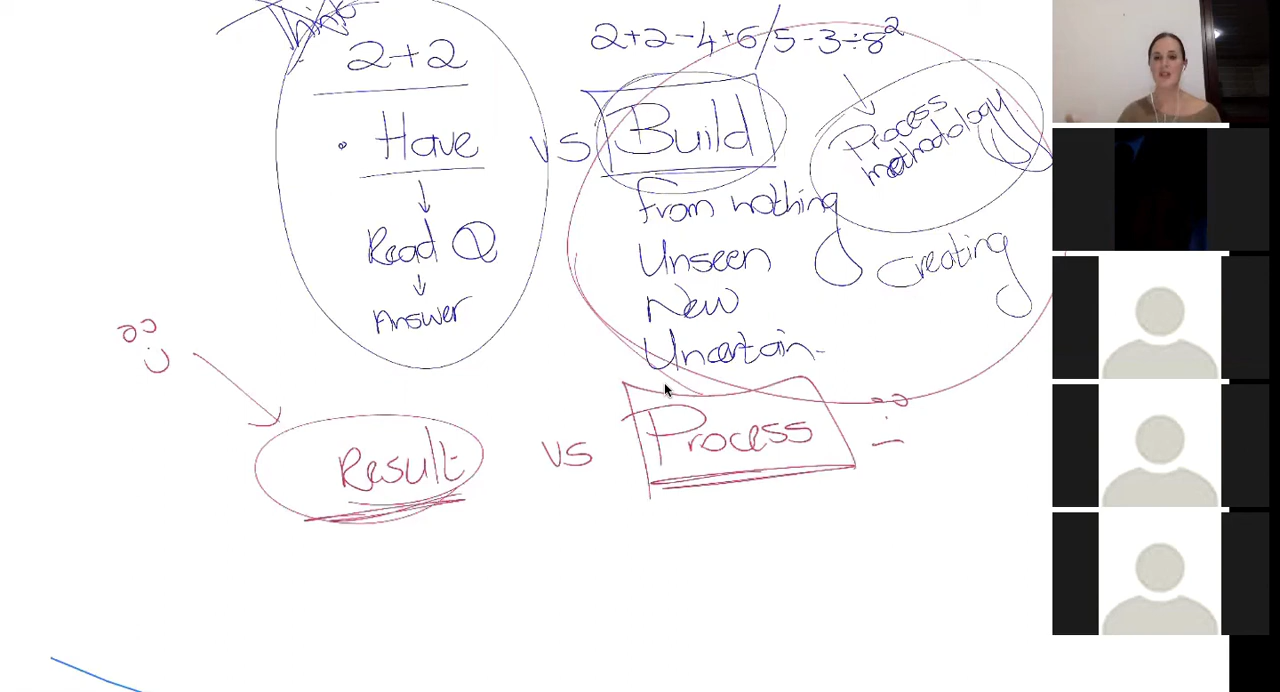 Think
2+2
2+2-4+6/5-3÷8²
• Have
vs
Build
Process
methodology
from nothing
Read Q
Unseen
creating
New
Answer
Uncertain-
Result
vs
Process